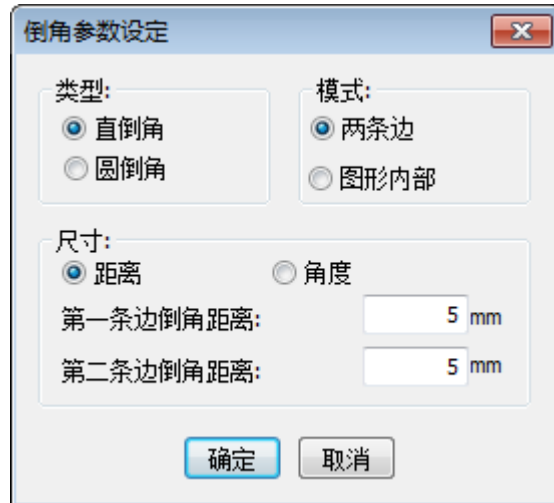 倒角参数设定
类型:
直倒角
圆倒角
模式:
两条边
图形内部
尺寸:
距离 角度
第一条边倒角距离: 5 mm
第二条边倒角距离: 5 mm
确定 取消